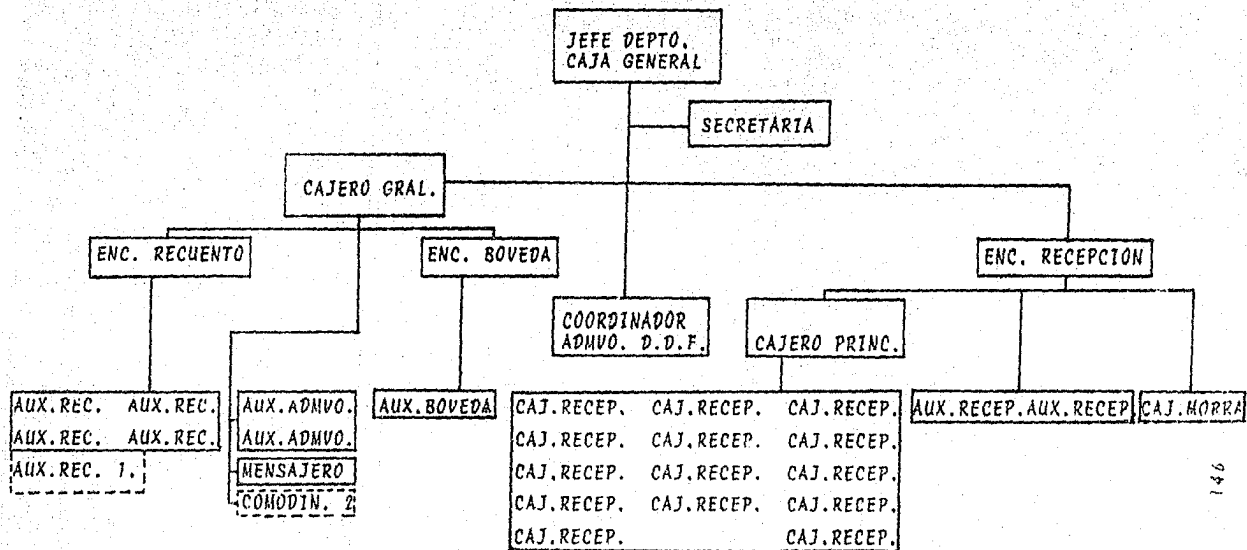 JEFE DEPTO.
CAJA GENERAL
SECRETARIA
CAJERO GRAL.
ENC. RECUENTO
ENC. BOVEDA
ENC. RECEPCION
COORDINADOR
ADMVO. D.D.F.
CAJERO PRINC.
AUX.REC. AUX.REC.
AUX.REC. AUX.REC.
AUX.REC. 1.
AUX.ADMVO.
AUX.ADMVO.
MENSAJERO
COMODIN. 2
AUX.BOVEDA
CAJ.RECEP. CAJ.RECEP. CAJ.RECEP.
CAJ.RECEP. CAJ.RECEP. CAJ.RECEP.
CAJ.RECEP. CAJ.RECEP. CAJ.RECEP.
CAJ.RECEP. CAJ.RECEP. CAJ.RECEP.
CAJ.RECEP. CAJ.RECEP.
AUX.RECEP.AUX.RECEP
CAJ.MORRA
146